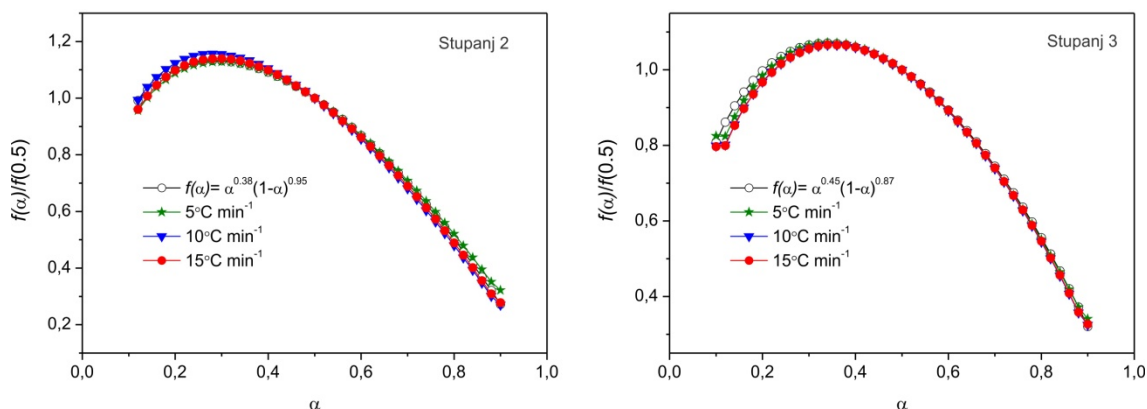 Stupanj 2
f(α)/f(0.5)
1,2
1,0
0,8
0,6
0,4
0,2
f(α)= α^0.38(1-α)^0.95
5°C min^-1
10°C min^-1
15°C min^-1
0,0 0,2 0,4 0,6 0,8 1,0
α
Stupanj 3
f(α)/f(0.5)
1,0
0,8
0,6
0,4
f(α)= α^0.45(1-α)^0.87
5°C min^-1
10°C min^-1
15°C min^-1
0,0 0,2 0,4 0,6 0,8 1,0
α